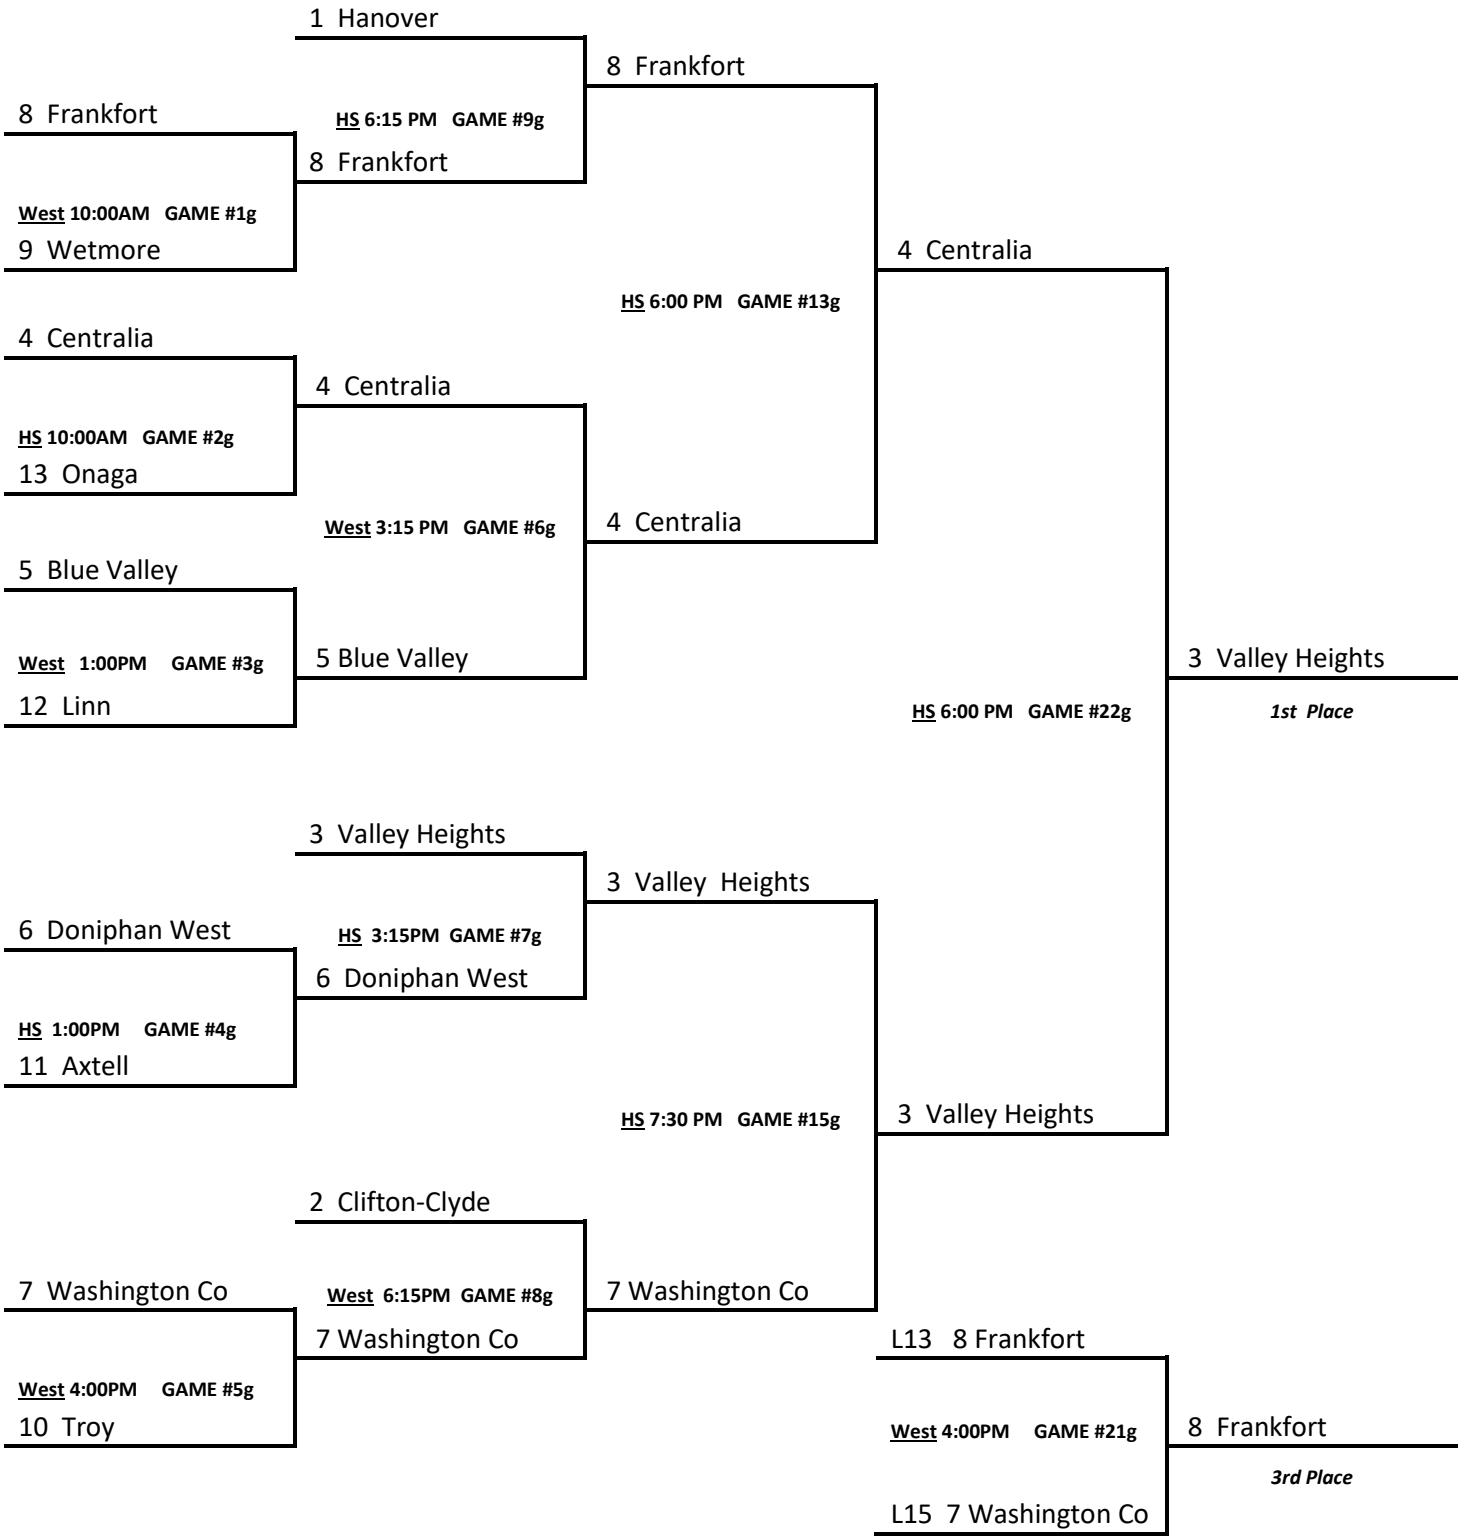 1 Hanover
8 Frankfort
8 Frankfort
HS 6:15 PM GAME #9g
8 Frankfort
West 10:00AM GAME #1g
9 Wetmore
4 Centralia
HS 6:00 PM GAME #13g
4 Centralia
4 Centralia
HS 10:00AM GAME #2g
13 Onaga
West 3:15 PM GAME #6g
4 Centralia
5 Blue Valley
West 1:00PM GAME #3g
5 Blue Valley
3 Valley Heights
12 Linn
HS 6:00 PM GAME #22g
1st Place
3 Valley Heights
3 Valley Heights
6 Doniphan West
HS 3:15PM GAME #7g
6 Doniphan West
HS 1:00PM GAME #4g
11 Axtell
HS 7:30 PM GAME #15g
3 Valley Heights
2 Clifton-Clyde
7 Washington Co
West 6:15PM GAME #8g
7 Washington Co
7 Washington Co
L13 8 Frankfort
West 4:00PM GAME #5g
10 Troy
West 4:00PM GAME #21g
8 Frankfort
3rd Place
L15 7 Washington Co